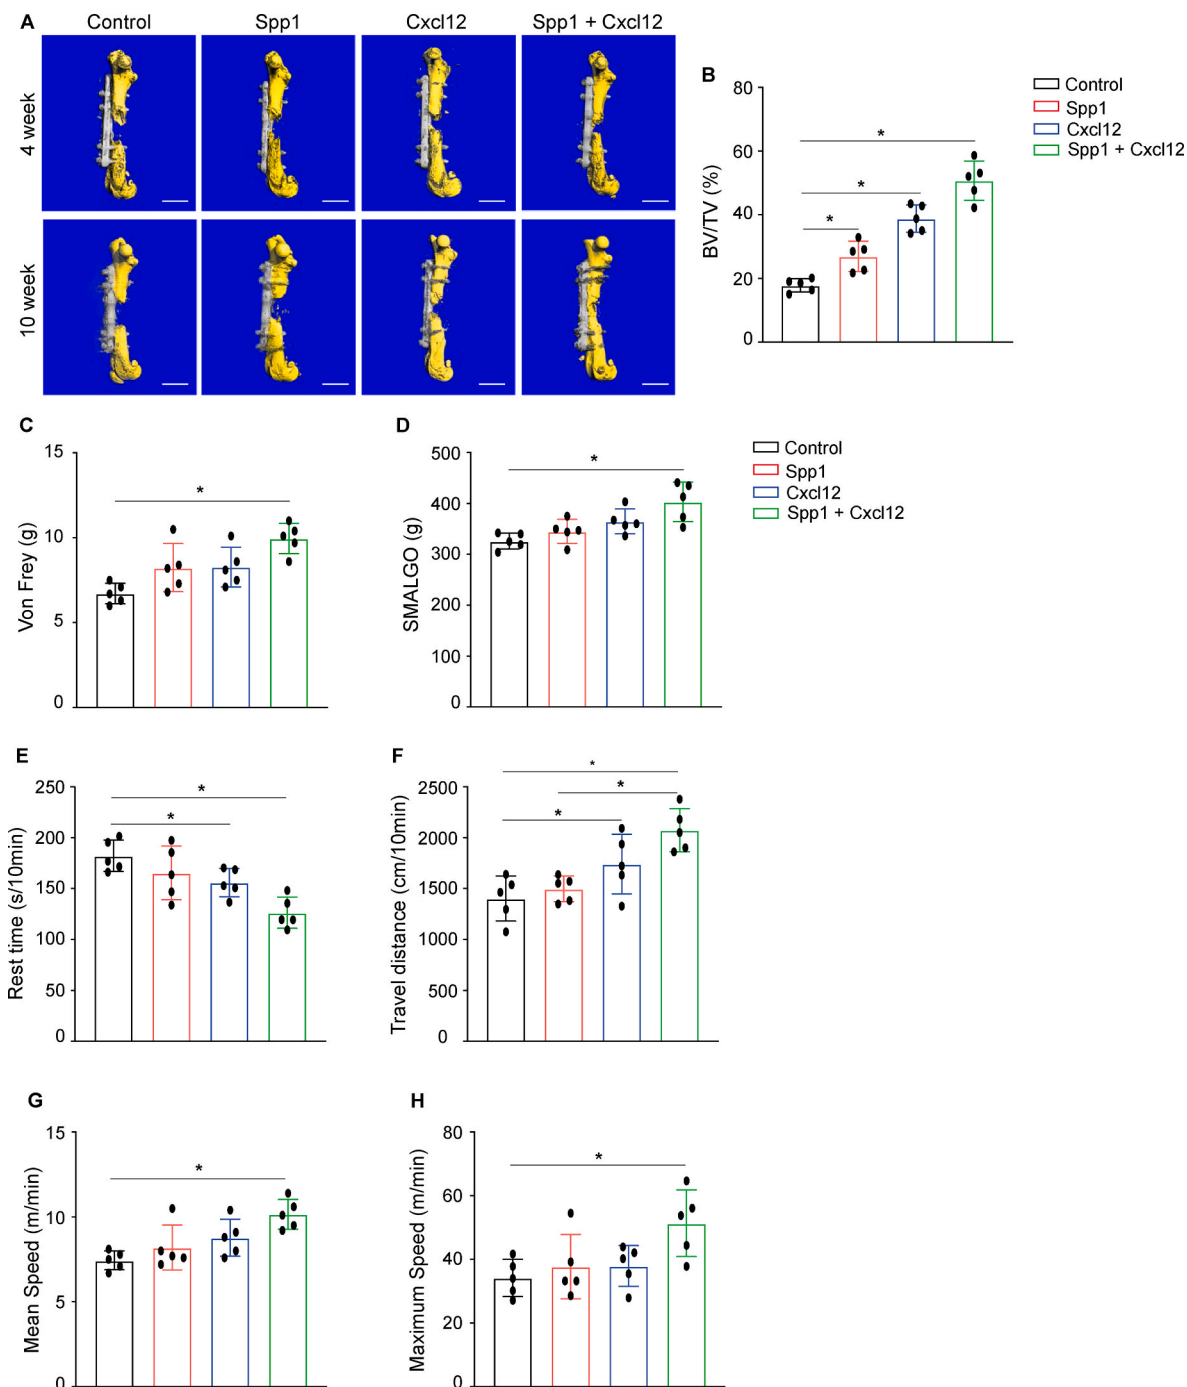 A
Control
Spp1
Cxcl12
Spp1 + Cxcl12
4 week
10 week
B
BV/TV (%)
80
60
40
20
0
*
*
*
Control
Spp1
Cxcl12
Spp1 + Cxcl12
C
Von Frey (g)
15
10
5
0
*
D
SMALGO (g)
500
400
300
200
100
0
*
Control
Spp1
Cxcl12
Spp1 + Cxcl12
E
Rest time (s/10min)
250
200
150
100
50
0
*
*
F
Travel distance (cm/10min)
2500
2000
1500
1000
500
0
*
*
*
G
Mean Speed (m/min)
15
10
5
0
*
H
Maximum Speed (m/min)
80
60
40
20
0
*